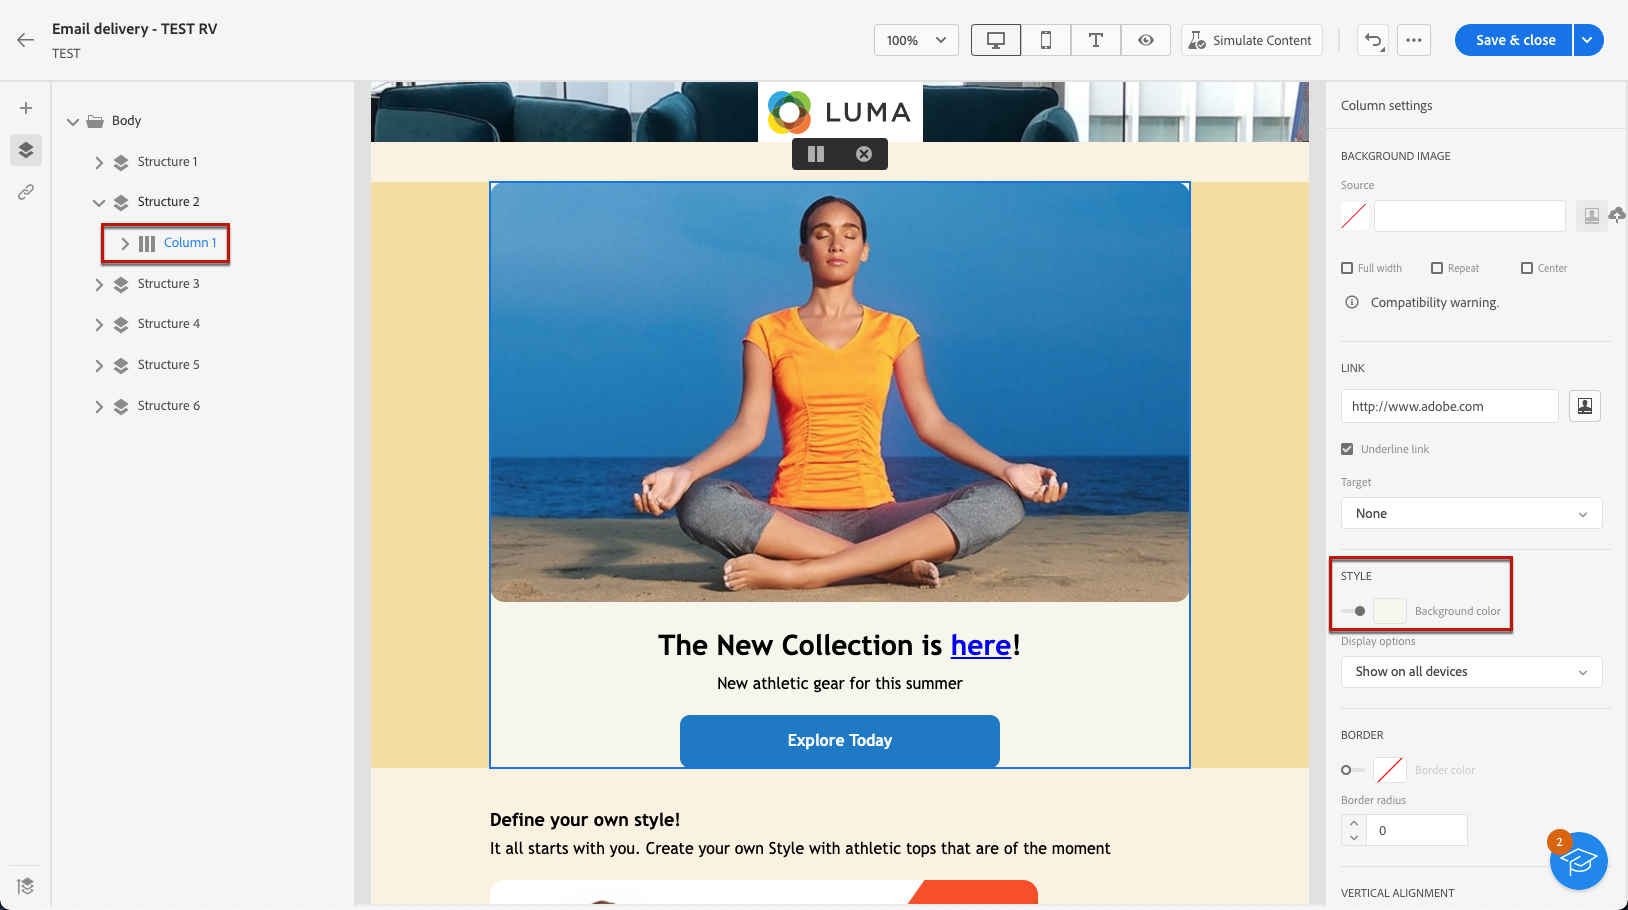 Email delivery - TEST RV
TEST
100%
Simulate Content
Save & close
Body
Structure 1
Structure 2
Column 1
Structure 3
Structure 4
Structure 5
Structure 6
LUMA
The New Collection is here!
New athletic gear for this summer
Explore Today
Define your own style!
It all starts with you. Create your own Style with athletic tops that are of the moment
Column settings
BACKGROUND IMAGE
Source
Full width Repeat Center
Compatibility warning.
LINK
http://www.adobe.com
Underline link
Target
None
STYLE
Background color
Display options
Show on all devices
BORDER
Border color
Border radius
0
2
VERTICAL ALIGNMENT